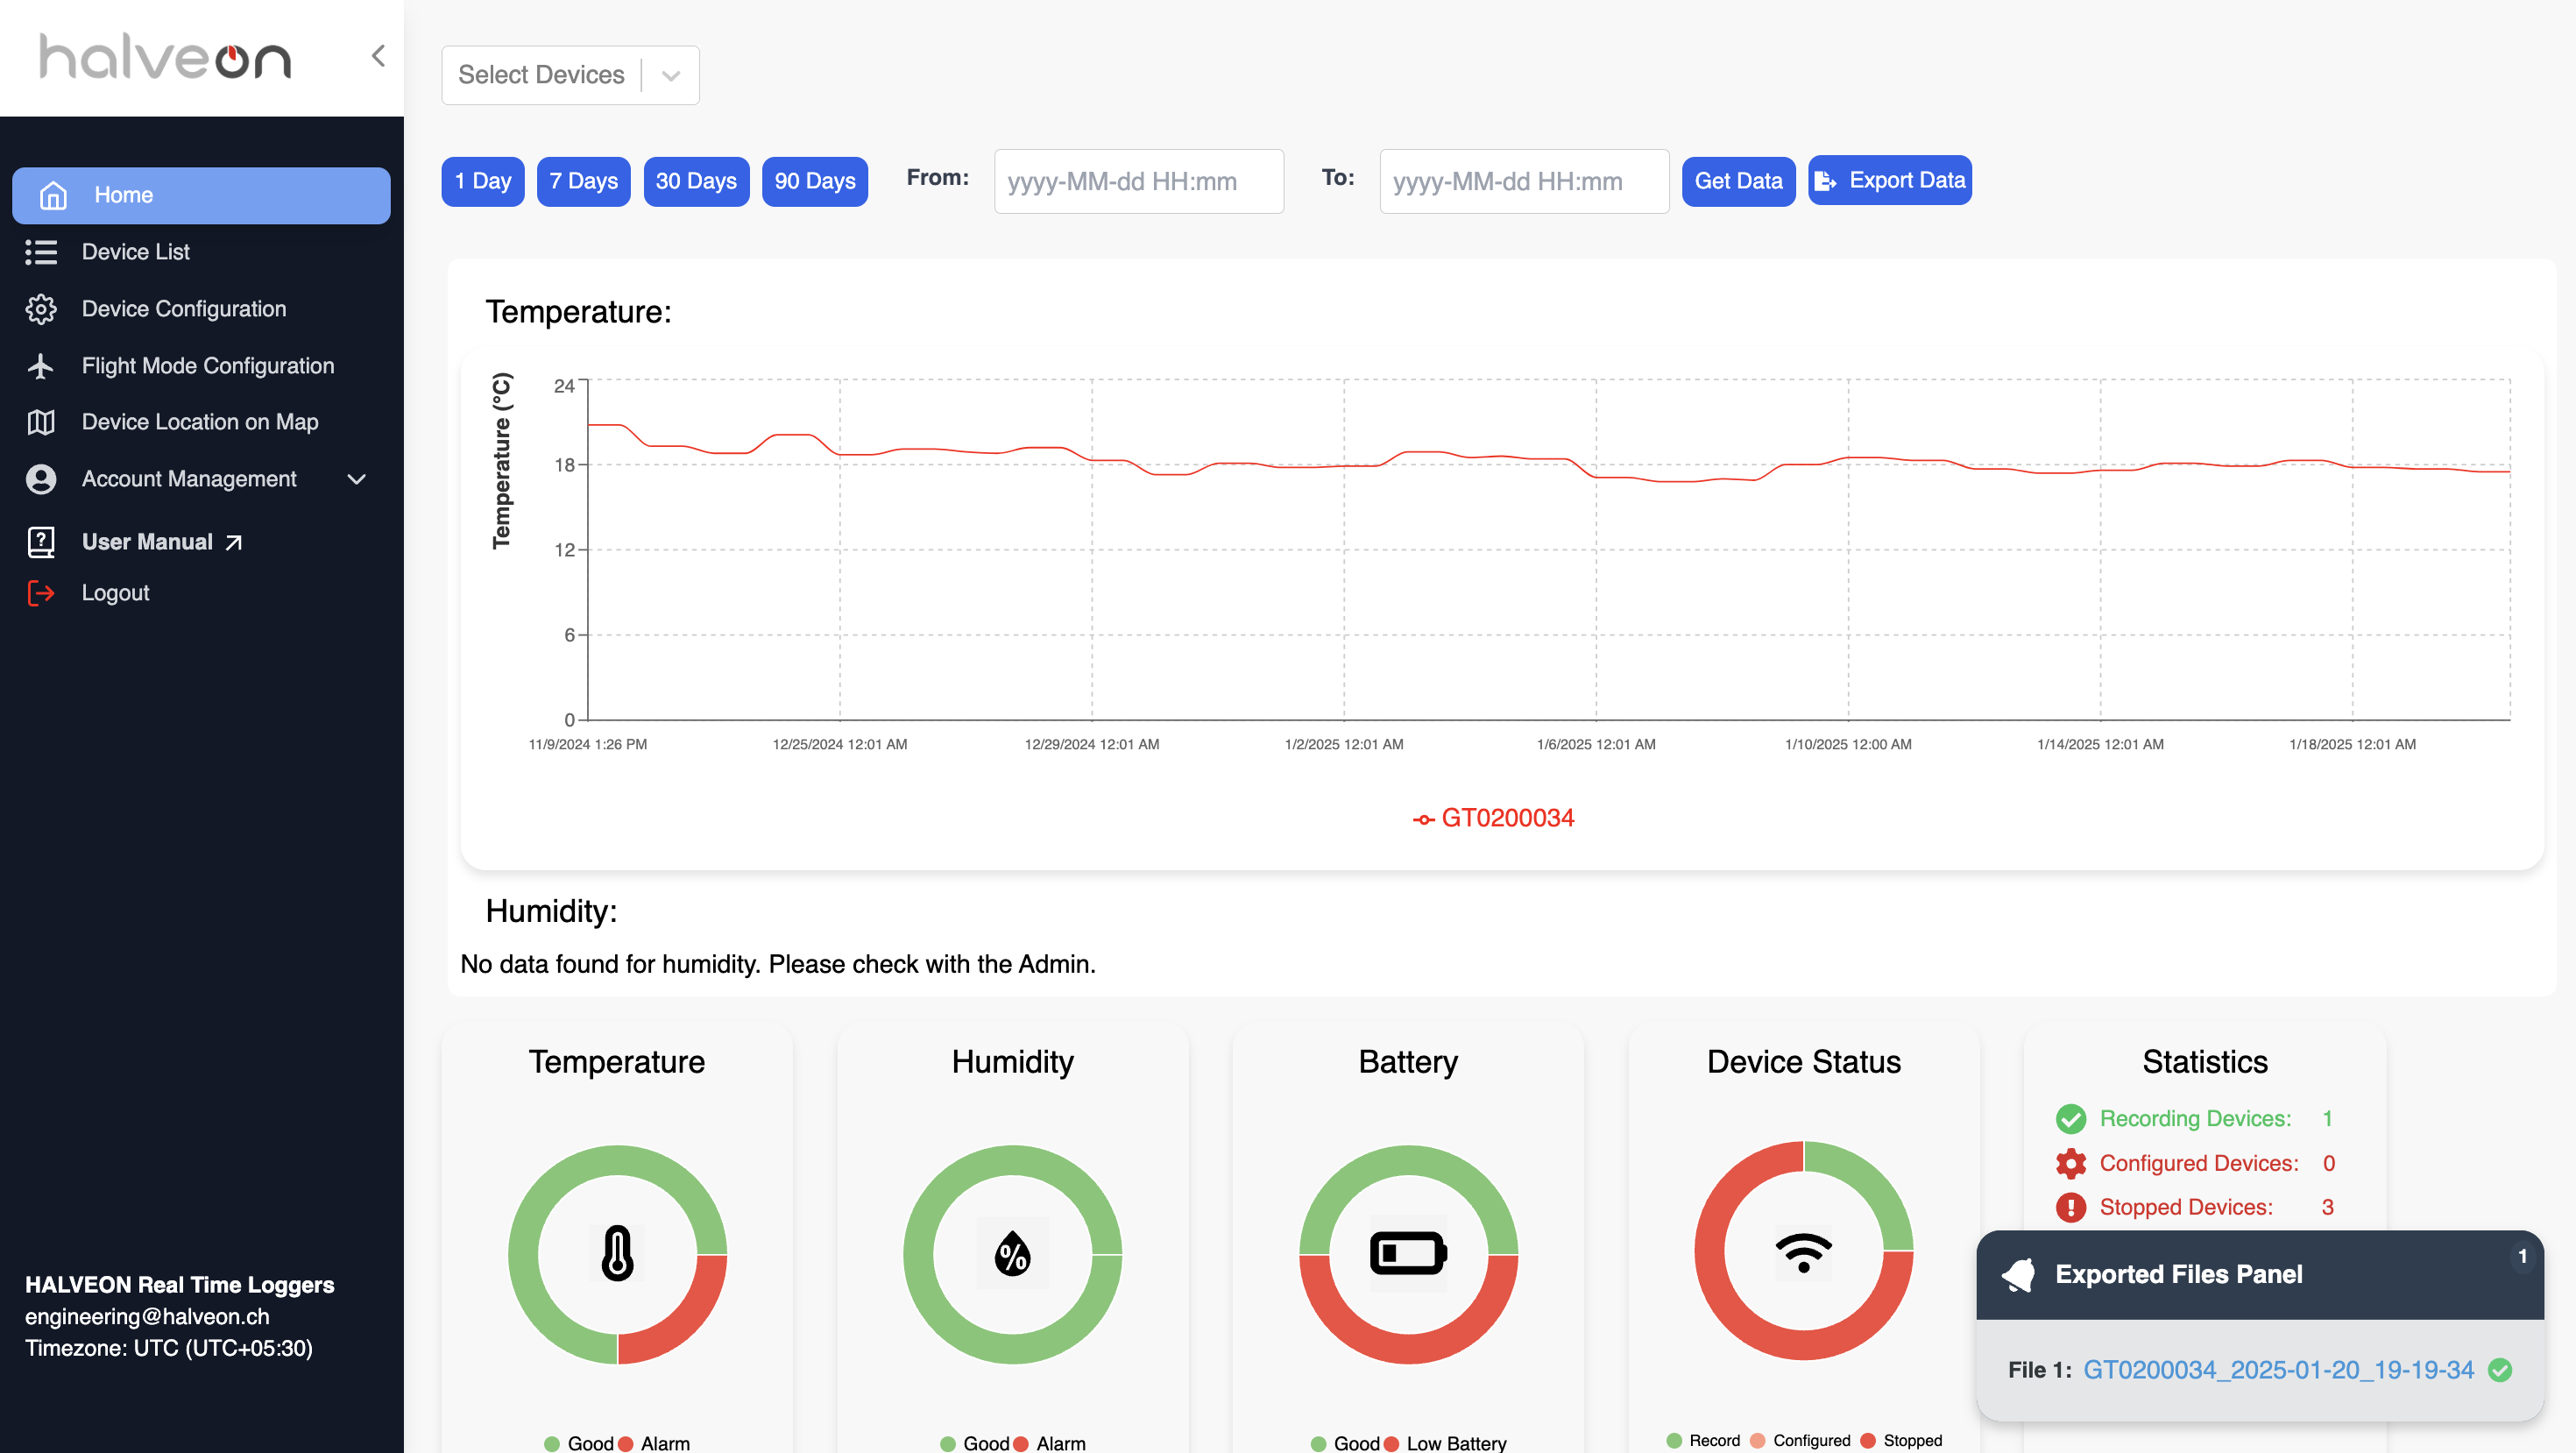 halveon
Home
Device List
Device Configuration
Flight Mode Configuration
Device Location on Map
Account Management
User Manual
Logout
HALVEON Real Time Loggers
engineering@halveon.ch
Timezone: UTC (UTC+05:30)
Select Devices
1 Day 7 Days 30 Days 90 Days From: yyyy-MM-dd HH:mm To: yyyy-MM-dd HH:mm Get Data Export Data
Temperature:
Temperature (°C)
24
18
12
6
0
11/9/2024 1:26 PM 12/25/2024 12:01 AM 12/29/2024 12:01 AM 1/2/2025 12:01 AM 1/6/2025 12:01 AM 1/10/2025 12:00 AM 1/14/2025 12:01 AM 1/18/2025 12:01 AM
GT0200034
Humidity:
No data found for humidity. Please check with the Admin.
Temperature
Good Alarm
Humidity
%
Good Alarm
Battery
Good Low Battery
Device Status
Record Configured Stopped
Statistics
Recording Devices: 1
Configured Devices: 0
Stopped Devices: 3
Exported Files Panel 1
File 1: GT0200034_2025-01-20_19-19-34